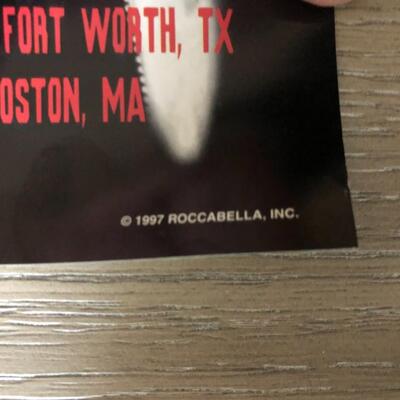 FORT WORTH, TX
OSTON, MA
© 1997 ROCCABELLA, INC.